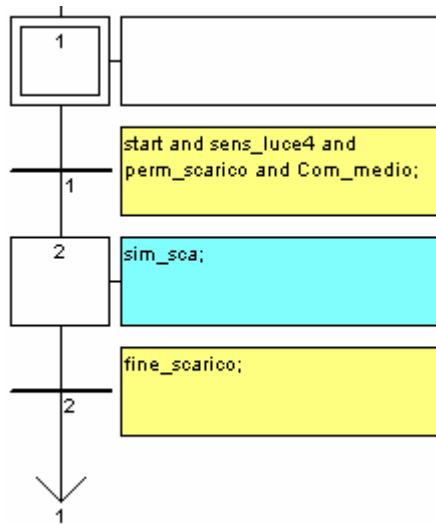 1
start and sens_luce4 and
perm_scarico and Com_medio;
1
2
sim_sca;
fine_scarico;
2
1